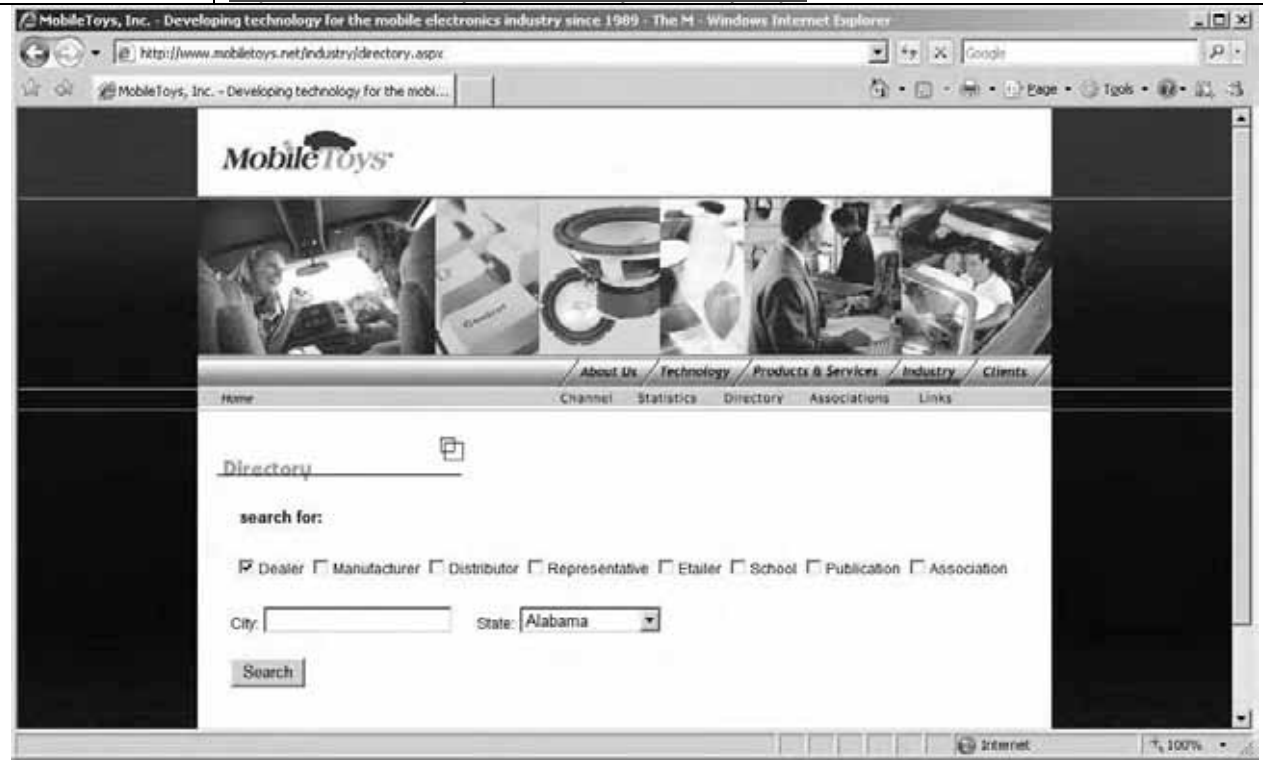 MobileToys, Inc. - Developing technology for the mobile electronics industry since 1989 - The M - Windows Internet Explorer
http://www.mobiletoys.net/industry/directory.aspx
Google
MobileToys, Inc. - Developing technology for the mobi...
Page
Tools
MobileToys
About Us Technology Products & Services Industry Clients
Home Channel Statistics Directory Associations Links
Directory
search for:
Dealer Manufacturer Distributor Representative Etailer School Publication Association
City: State: Alabama
Search
Internet 100%